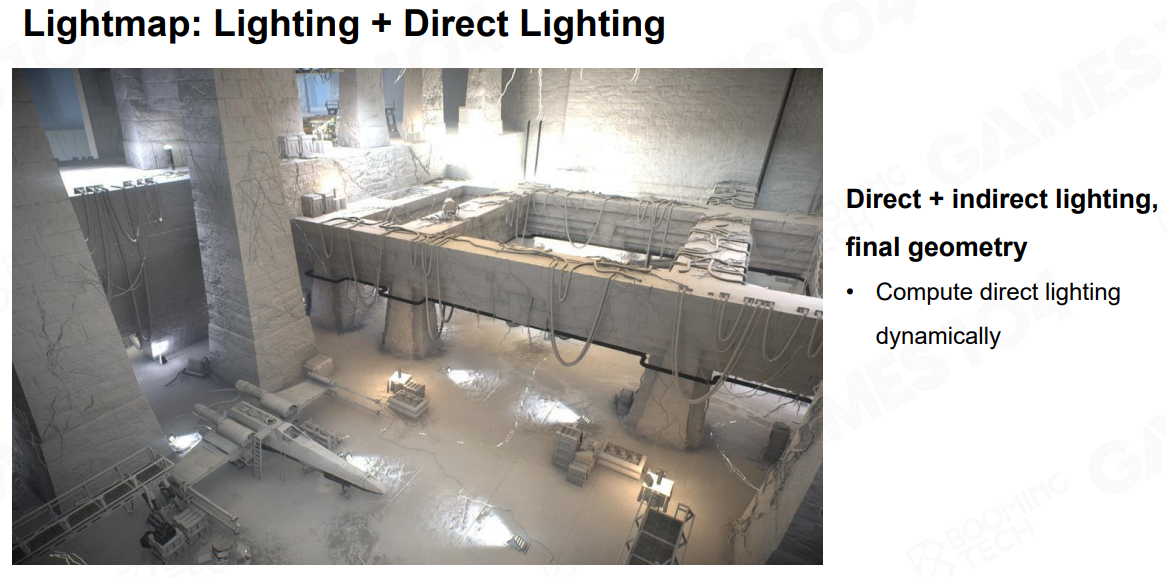 Lightmap: Lighting + Direct Lighting
Direct + indirect lighting,
final geometry
• Compute direct lighting
dynamically
GAMES104
BOOMING
TECH